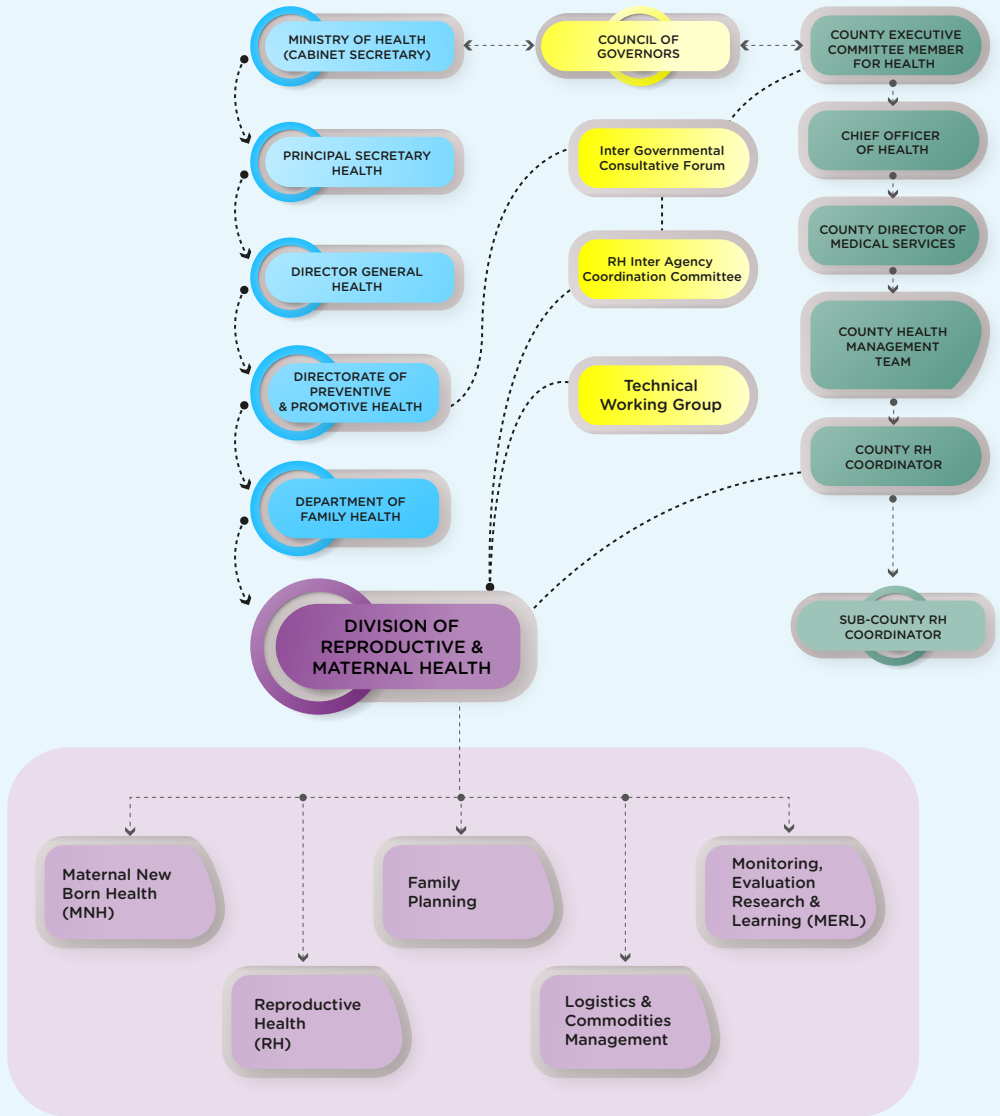 MINISTRY OF HEALTH
(CABINET SECRETARY)
COUNCIL OF
GOVERNORS
COUNTY EXECUTIVE
COMMITTEE MEMBER
FOR HEALTH
PRINCIPAL SECRETARY
HEALTH
Inter Governmental
Consultative Forum
CHIEF OFFICER
OF HEALTH
COUNTY DIRECTOR OF
MEDICAL SERVICES
DIRECTOR GENERAL
HEALTH
RH Inter Agency
Coordination Committee
COUNTY HEALTH
MANAGEMENT
TEAM
DIRECTORATE OF
PREVENTIVE
& PROMOTIVE HEALTH
Technical
Working Group
COUNTY RH
COORDINATOR
DEPARTMENT OF
FAMILY HEALTH
DIVISION OF
REPRODUCTIVE &
MATERNAL HEALTH
SUB-COUNTY RH
COORDINATOR
Maternal New
Born Health
(MNH)
Family
Planning
Monitoring,
Evaluation
Research &
Learning (MERL)
Reproductive
Health
(RH)
Logistics &
Commodities
Management